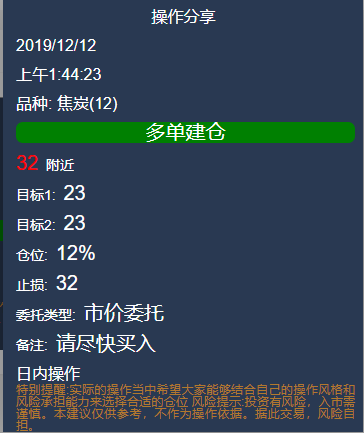 操作分享
2019/12/12
上午1:44:23
品种: 焦炭(12)
多单建仓
32 附近
目标1: 23
目标2: 23
仓位: 12%
止损: 32
委托类型: 市价委托
备注: 请尽快买入
日内操作
特别提醒:实际的操作当中希望大家能够结合自己的操作风格和
风险承担能力来选择合适的仓位 风险提示:投资有风险，入市需
谨慎。本建议仅供参考，不作为操作依据。据此交易，风险自
担。